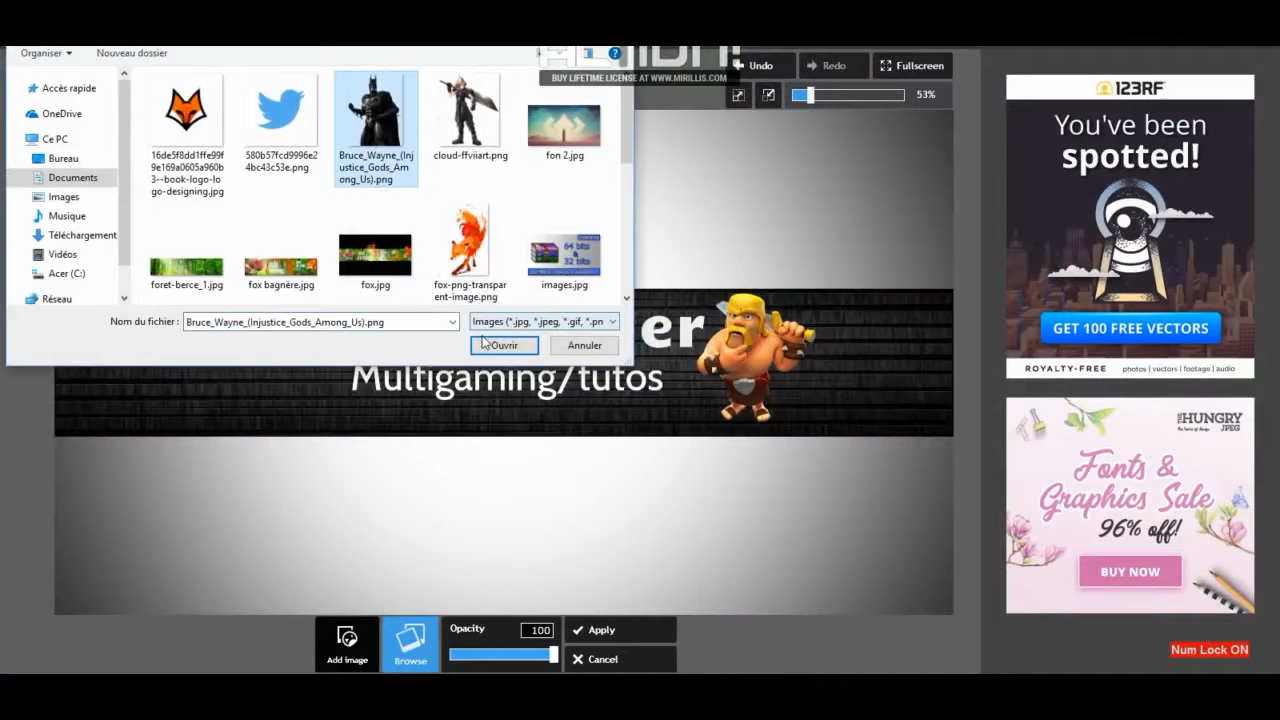 Organiser
Nouveau dossier
BUY LIFETIME LICENSE AT WWW.MIRILLIS.COM
Undo
Redo
Fullscreen
53%
Accès rapide
OneDrive
Ce PC
Bureau
Documents
Images
Musique
Téléchargement
Vidéos
Acer (C:)
Réseau
16de5f8dd1ffe99f
9e169a0605a960b
3--book-logo-lo
go-designing.jpg
580b57fcd9996e2
4bc43c53e.png
Bruce_Wayne_(Inj
ustice_Gods_Am
ong_Us).png
cloud-ffviiart.png
fon 2.jpg
foret-berce_1.jpg
fox bagnère.jpg
fox.jpg
fox-png-transpar
ent-image.png
64 bits
&
32 bits
images.jpg
Nom du fichier :
Bruce_Wayne_(Injustice_Gods_Among_Us).png
Images (*.jpg, *.jpeg, *.gif, *.pn
Ouvrir
Annuler
er
Multigaming/tutos
Add image
Browse
Opacity
100
Apply
Cancel
123RF
You've been
spotted!
GET 100 FREE VECTORS
ROYALTY-FREE
photos | vectors | footage | audio
THE HUNGRY
JPEG
Fonts &
Graphics Sale
96% off!
BUY NOW
Num Lock ON